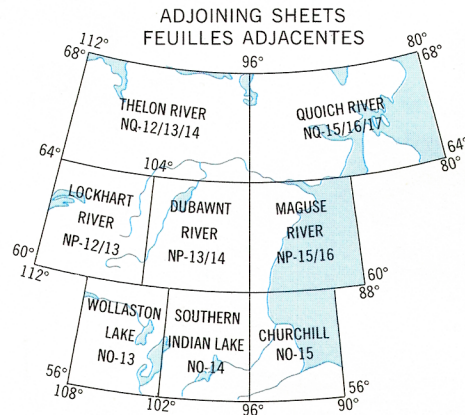 ADJOINING SHEETS
FEUILLES ADJACENTES
112°
80°
68°
96°
68°
THELON RIVER
NQ-12/13/14
QUOICH RIVER
NQ-15/16/17
64°
104°
64°
80°
LOCKHART
RIVER
NP-12/13
DUBAWNT
RIVER
NP-13/14
MAGUSE
RIVER
NP-15/16
60°
112°
60°
88°
WOLLASTON
LAKE
NO-13
SOUTHERN
INDIAN LAKE
NO-14
CHURCHILL
NO-15
56°
108°
102°
96°
56°
90°